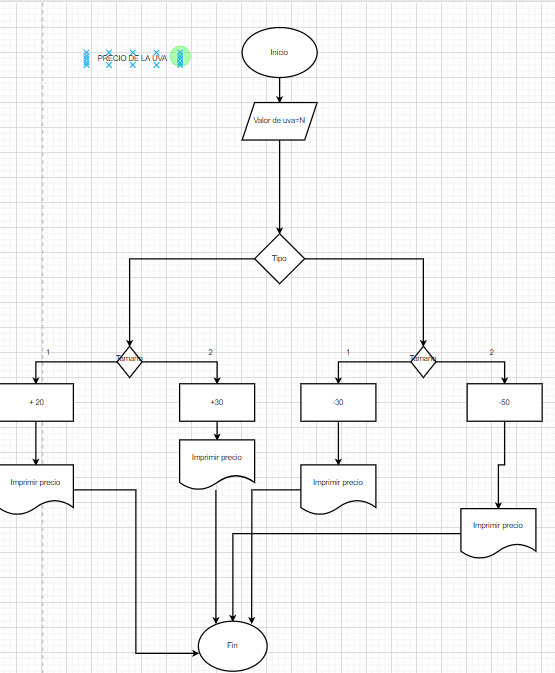 PRECIO DE LA UVA
Inicio
Valor de uva=N
Tipo
Tamaño
Tamaño
1
2
1
2
+ 20
+30
-30
-50
Imprimir precio
Imprimir precio
Imprimir precio
Imprimir precio
Fin